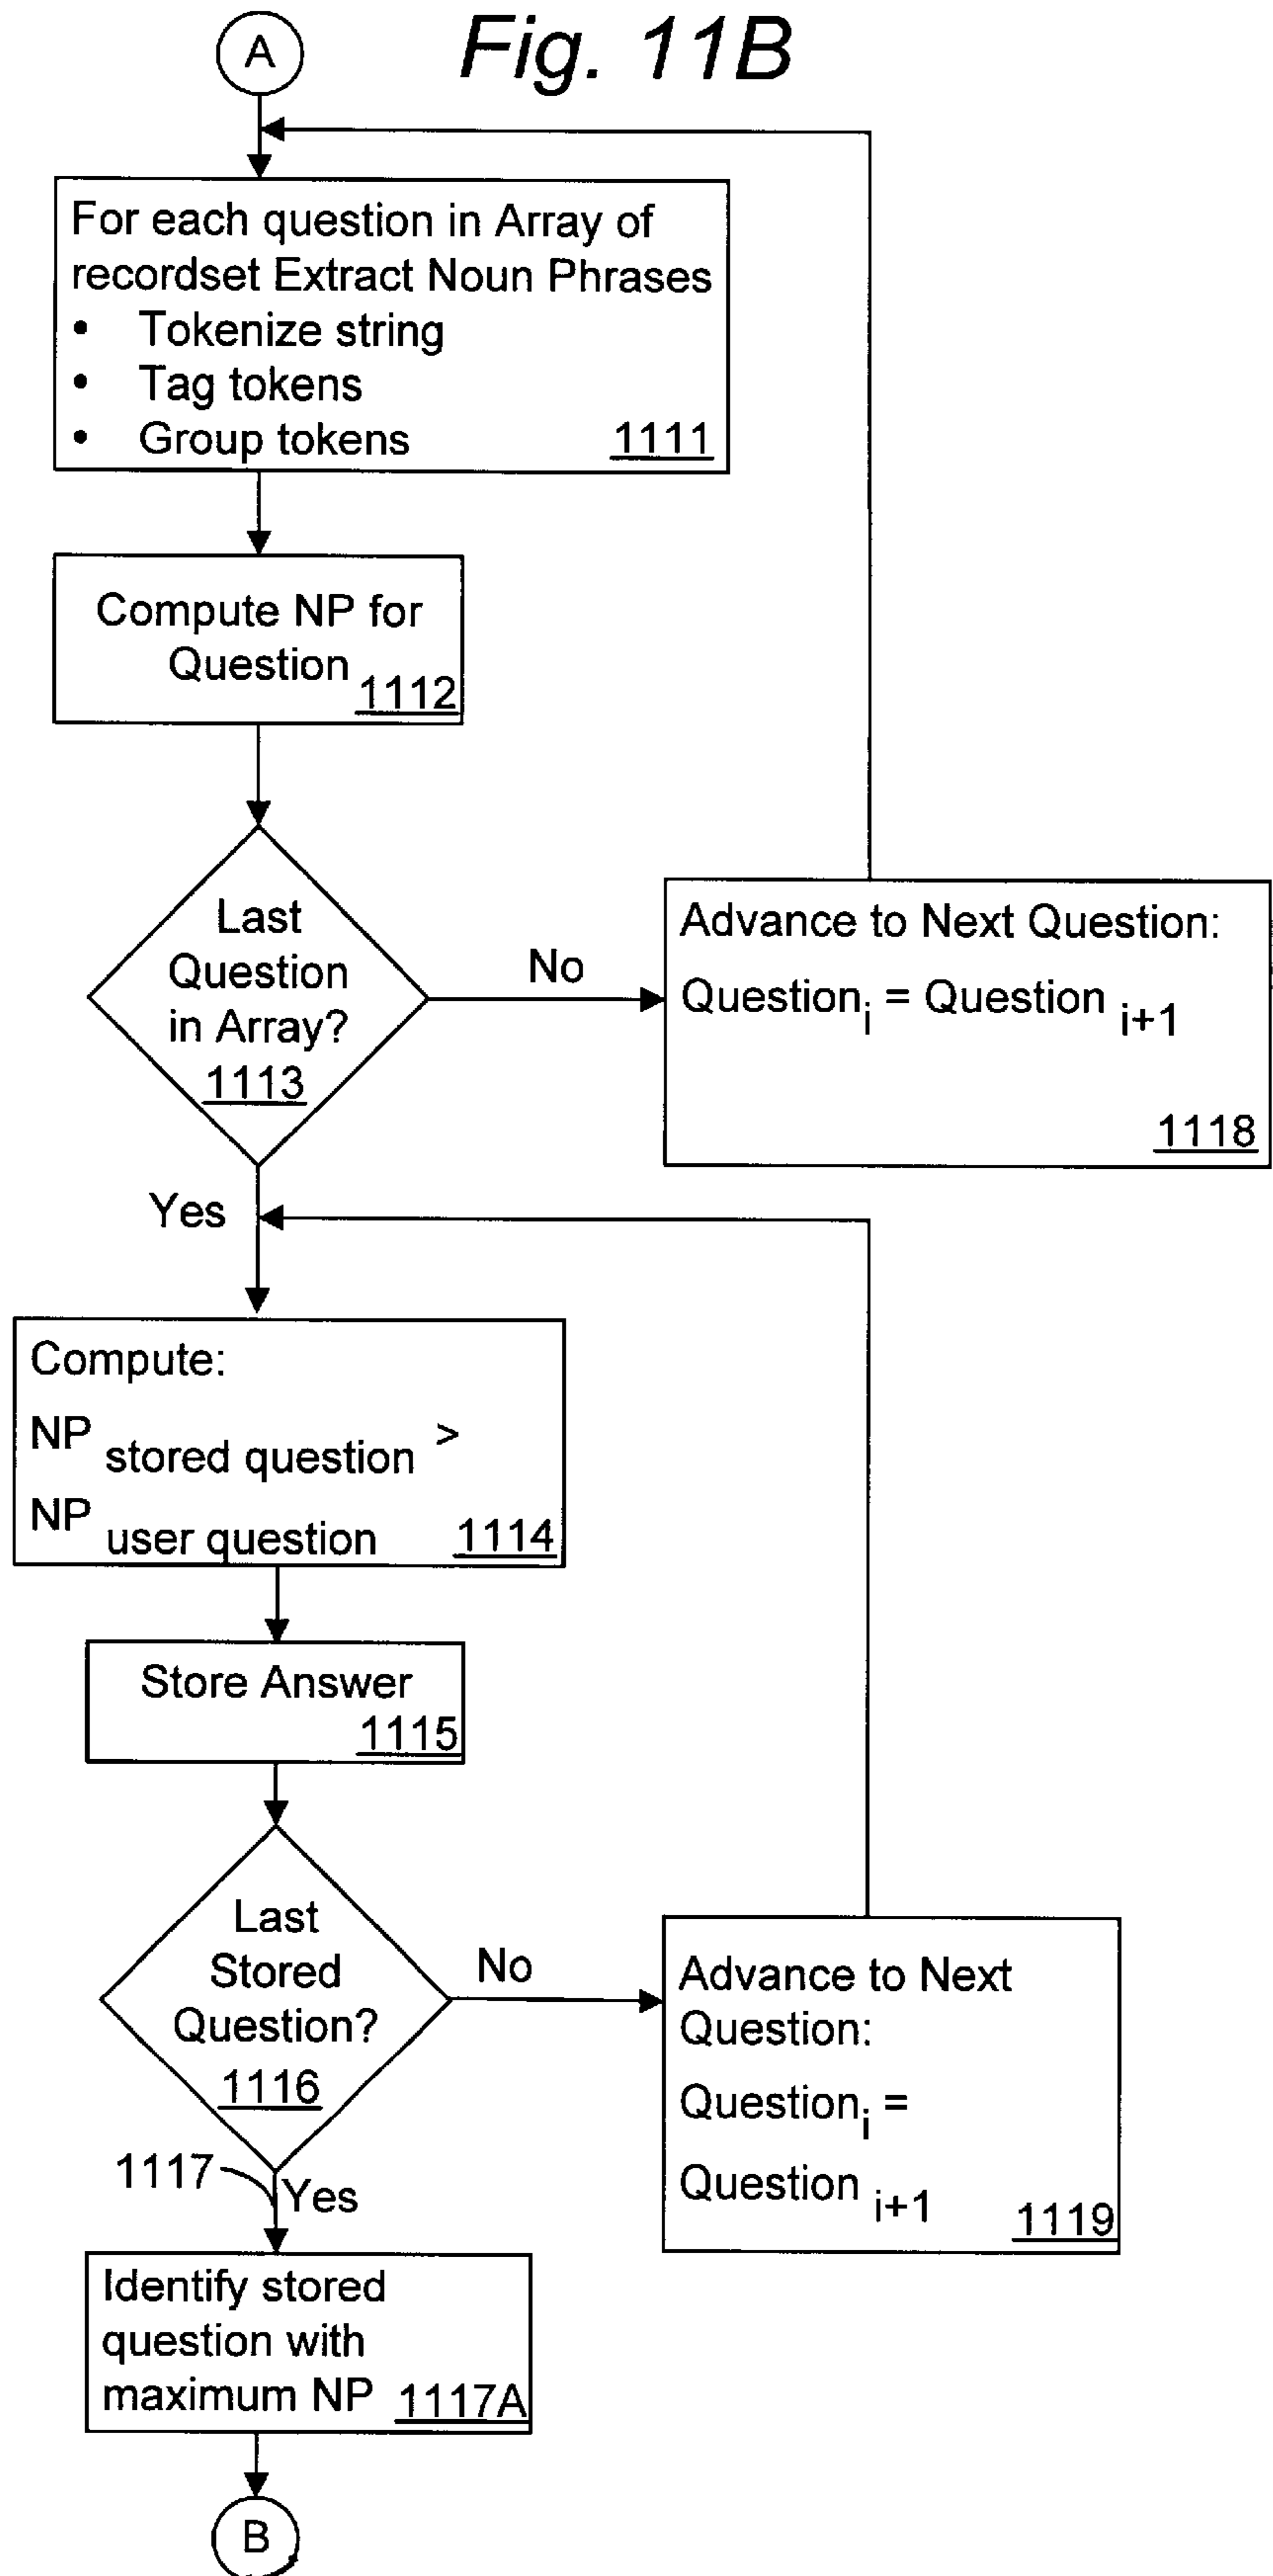 A
Fig. 11B
For each question in Array of
recordset Extract Noun Phrases
• Tokenize string
• Tag tokens
• Group tokens 1111
Compute NP for
Question 1112
Last
Question
in Array?
1113
No
Advance to Next Question:
Question i = Question i+1
1118
Yes
Compute:
NP stored question >
NP user question 1114
Store Answer
1115
Last
Stored
Question?
1116
No
Advance to Next
Question:
Question i =
Question i+1
1119
1117
Yes
Identify stored
question with
maximum NP 1117A
B